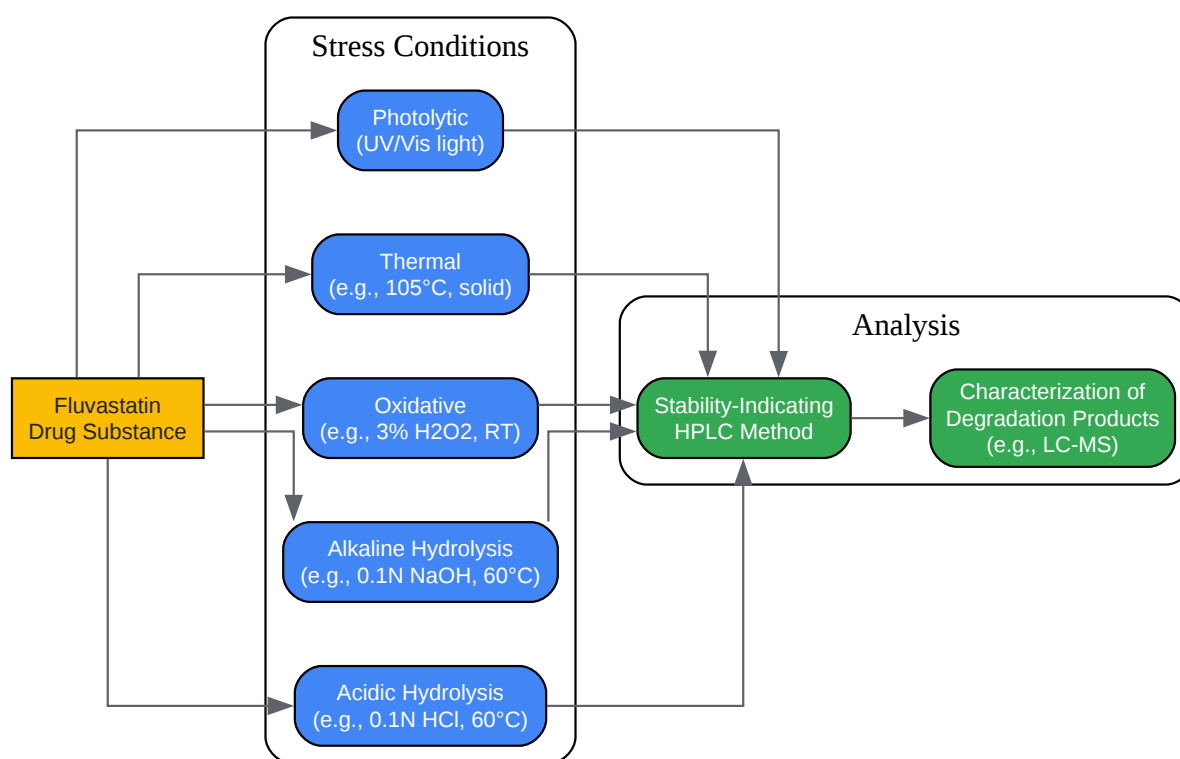 Stress Conditions
Photolytic
(UV/Vis light)
Thermal
(e.g., 105°C, solid)
Analysis
Fluvastatin
Drug Substance
Oxidative
(e.g., 3% H2O2, RT)
Stability-Indicating
HPLC Method
Characterization of
Degradation Products
(e.g., LC-MS)
Alkaline Hydrolysis
(e.g., 0.1N NaOH, 60°C)
Acidic Hydrolysis
(e.g., 0.1N HCl, 60°C)